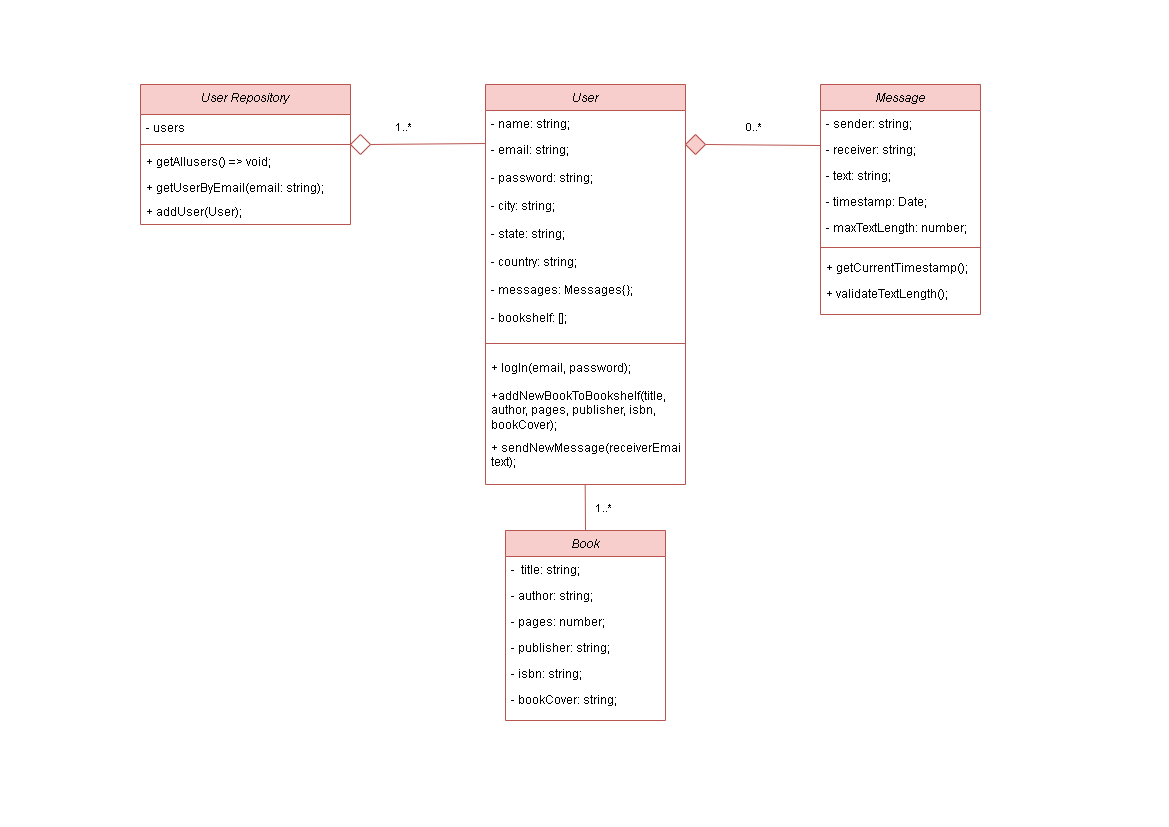 User Repository
- users
+ getAllusers() => void;
+ getUserByEmail(email: string);
+ addUser(User);
1..*
User
- name: string;
- email: string;
- password: string;
- city: string;
- state: string;
- country: string;
- messages: Messages{};
- bookshelf: [];
+ logIn(email, password);
+addNewBookToBookshelf(title,
author, pages, publisher, isbn,
bookCover);
+ sendNewMessage(receiverEmai
text);
0..*
Message
- sender: string;
- receiver: string;
- text: string;
- timestamp: Date;
- maxTextLength: number;
+ getCurrentTimestamp();
+ validateTextLength();
1..*
Book
- title: string;
- author: string;
- pages: number;
- publisher: string;
- isbn: string;
- bookCover: string;